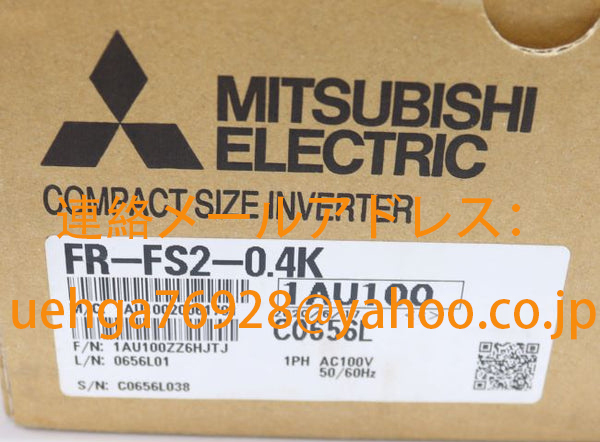 MITSUBISHI
ELECTRIC
COMPACT SIZE INVERTER
連絡メールアドレス:
FR-FS2-0.4K
1AU100
uehga76928@yahoo.co.jp
C0656L
F/N: 1AU100ZZ6HJTJ
L/N: 0656L01
1PH AC100V
50/60Hz
S/N: C0656L038